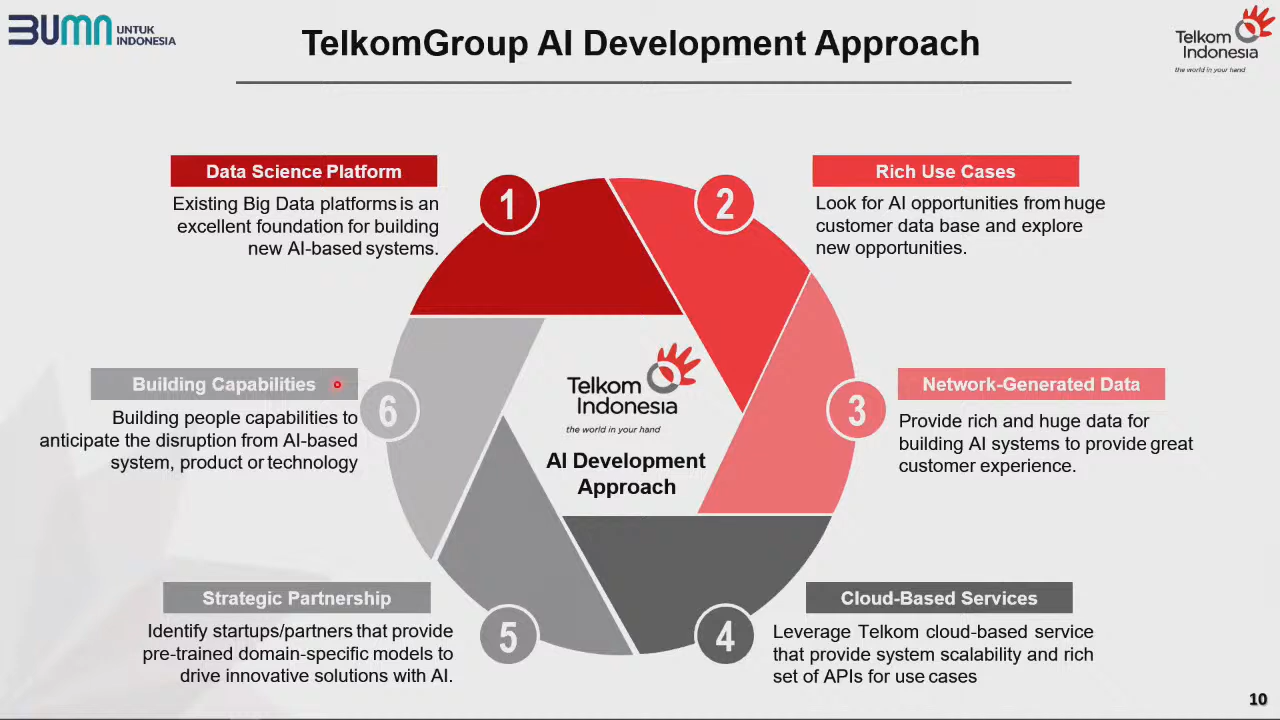 BUMN UNTUK INDONESIA
TelkomGroup AI Development Approach
Telkom
Indonesia
the world in your hand
Data Science Platform
Existing Big Data platforms is an
excellent foundation for building
new AI-based systems.
1
2
Rich Use Cases
Look for AI opportunities from huge
customer data base and explore
new opportunities.
Building Capabilities
Building people capabilities to
anticipate the disruption from AI-based
system, product or technology
6
Telkom
Indonesia
the world in your hand
AI Development
Approach
3
Network-Generated Data
Provide rich and huge data for
building AI systems to provide great
customer experience.
Strategic Partnership
Identify startups/partners that provide
pre-trained domain-specific models to
drive innovative solutions with AI.
5
4
Cloud-Based Services
Leverage Telkom cloud-based service
that provide system scalability and rich
set of APIs for use cases
10